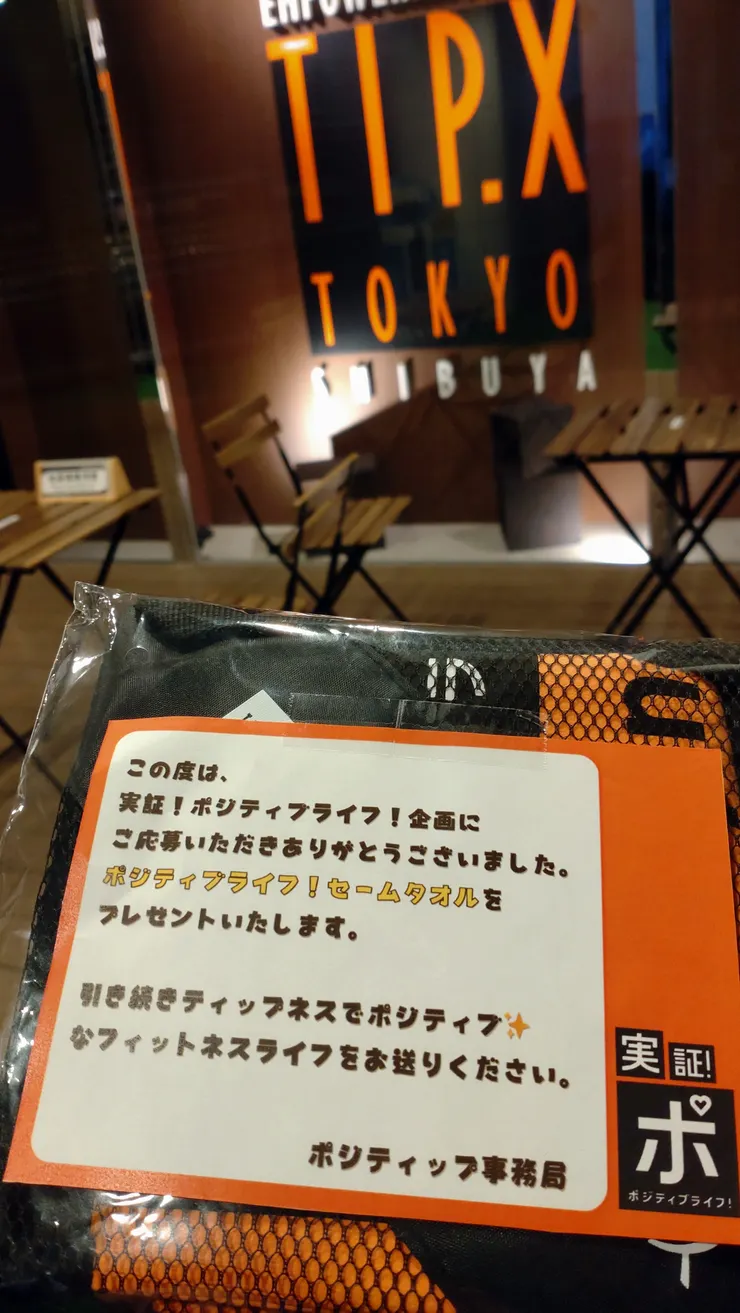 TIP.X
TOKYO
SHIBUYA
この度は、
実証!ポジティブライフ!企画に
ご応募いただきありがとうございました。
ポジティブライフ!セームタオルを
プレゼントいたします。
引き続きティップネスでポジティブ✨
なフィットネスライフをお送りください。
ポジティップ事務局
実証!
ポ
ポジティブライフ!